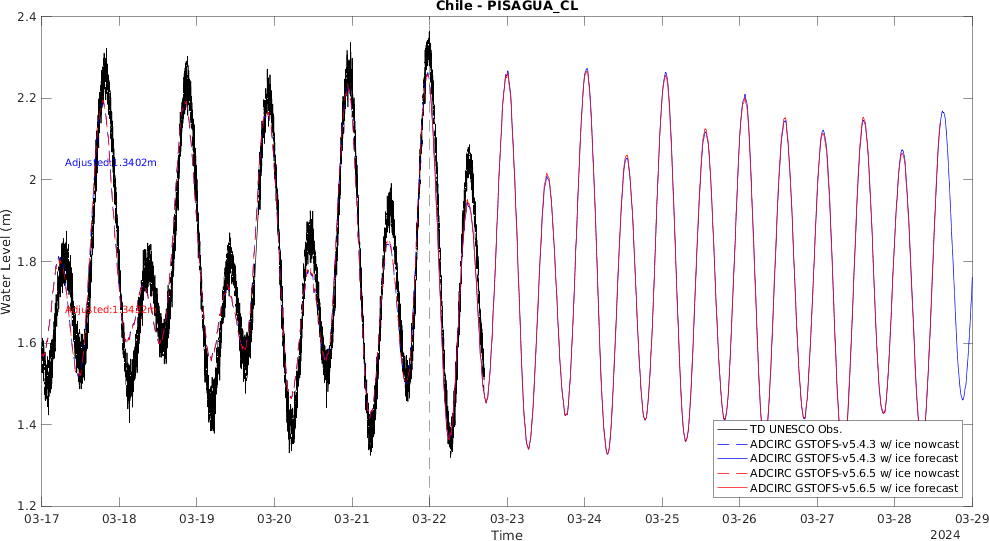 Chile - PISAGUA_CL
2.4
2.2
2
1.8
1.6
1.4
1.2
Water Level (m)
Adjusted:1.3402m
TD UNESCO Obs.
ADCIRC GSTOFS-v5.4.3 w/ ice nowcast
ADCIRC GSTOFS-v5.4.3 w/ ice forecast
ADCIRC GSTOFS-v5.6.5 w/ ice nowcast
ADCIRC GSTOFS-v5.6.5 w/ ice forecast
03-17 03-18 03-19 03-20 03-21 03-22 03-23 03-24 03-25 03-26 03-27 03-28 03-29
Time
2024